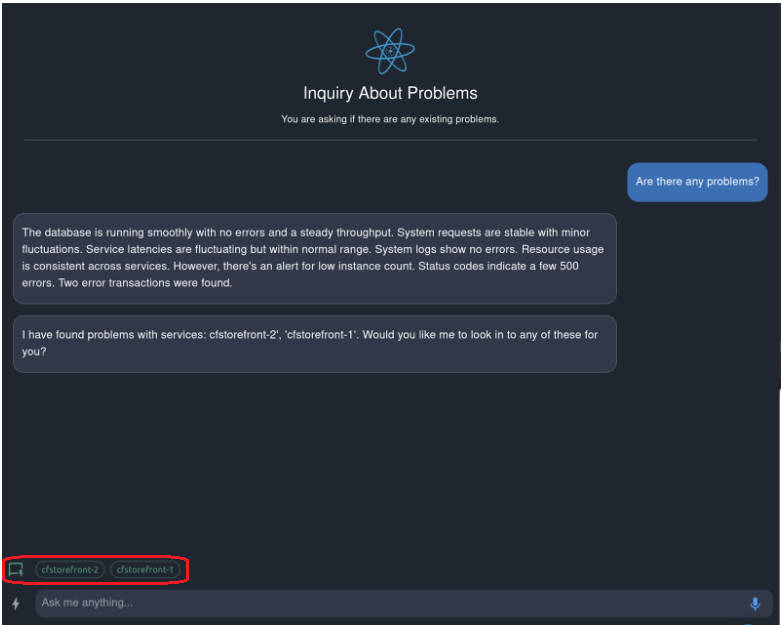 Inquiry About Problems
You are asking if there are any existing problems.
Are there any problems?
The database is running smoothly with no errors and a steady throughput. System requests are stable with minor
fluctuations. Service latencies are fluctuating but within normal range. System logs show no errors. Resource usage
is consistent across services. However, there's an alert for low instance count. Status codes indicate a few 500
errors. Two error transactions were found.
I have found problems with services: cfstorefront-2', 'cfstorefront-1'. Would you like me to look in to any of these for
you?
cfstorefront-2 cfstorefront-1
Ask me anything...